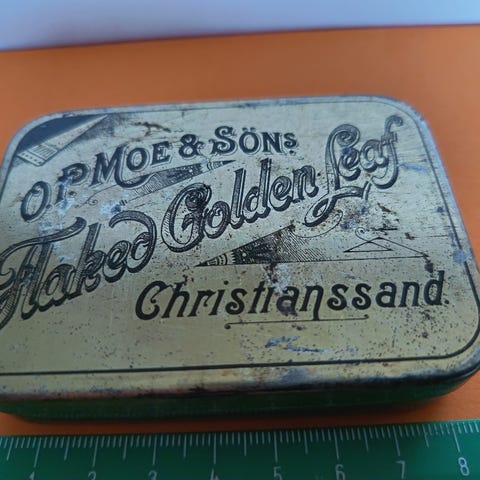 O.P. MOE & SÖNs
Flaked Golden Leaf
Christianssand.
1 2 3 4 5 6 7 8